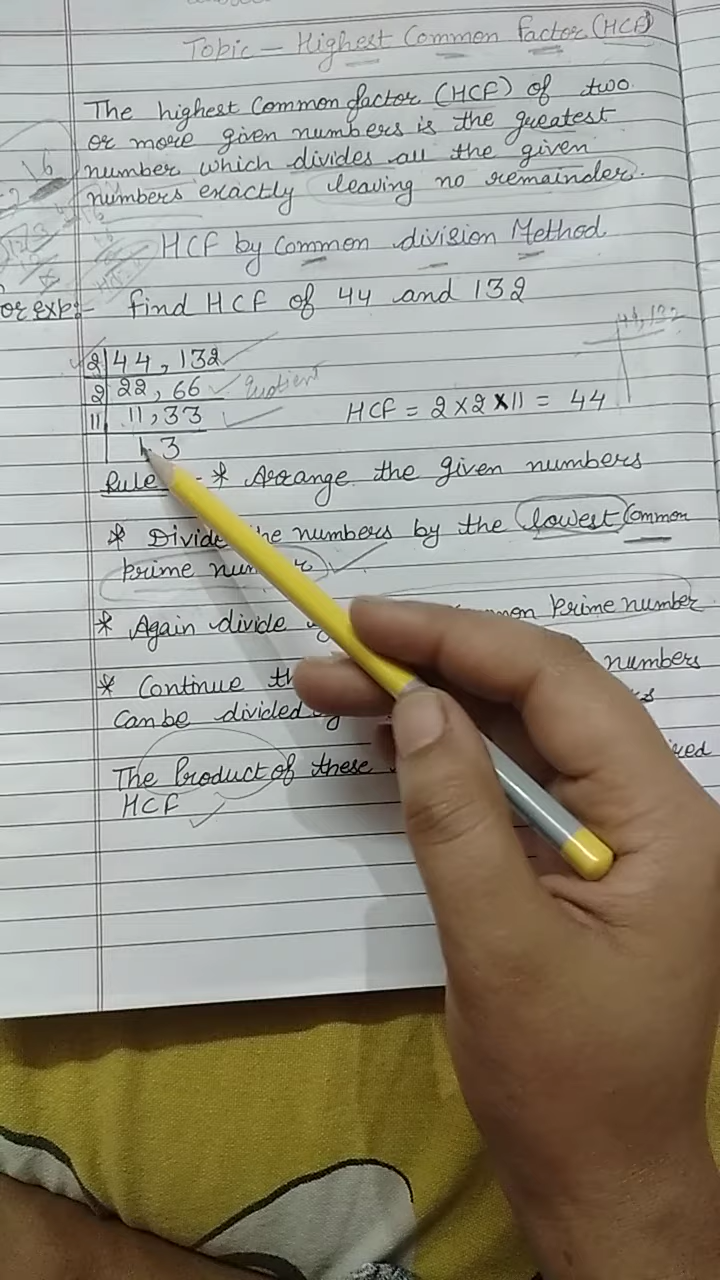 Topic - Highest Common Factor (HCF)
The highest Common factor (HCF) of two
or more given numbers is the greatest
number which divides all the given
numbers exactly leaving no remainder.
HCF by Common division Method
For exp:- find HCF of 44 and 132
2 | 44, 132
2 | 22, 66 Quotient
11 | 11, 33
1, 3
HCF = 2 × 2 × 11 = 44
44, 132
Rule - * Arrange the given numbers
* Divide the numbers by the lowest Common
Prime number
* Again divide Prime number
* Continue numbers
Can be divided
The Product of these
HCF